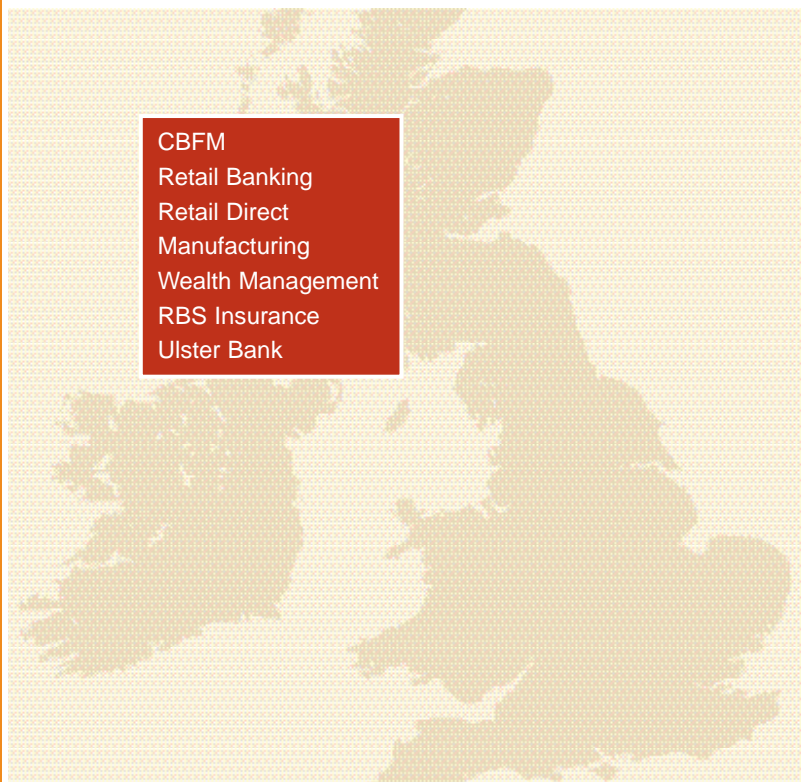 CBFM
Retail Banking
Retail Direct
Manufacturing
Wealth Management
RBS Insurance
Ulster Bank